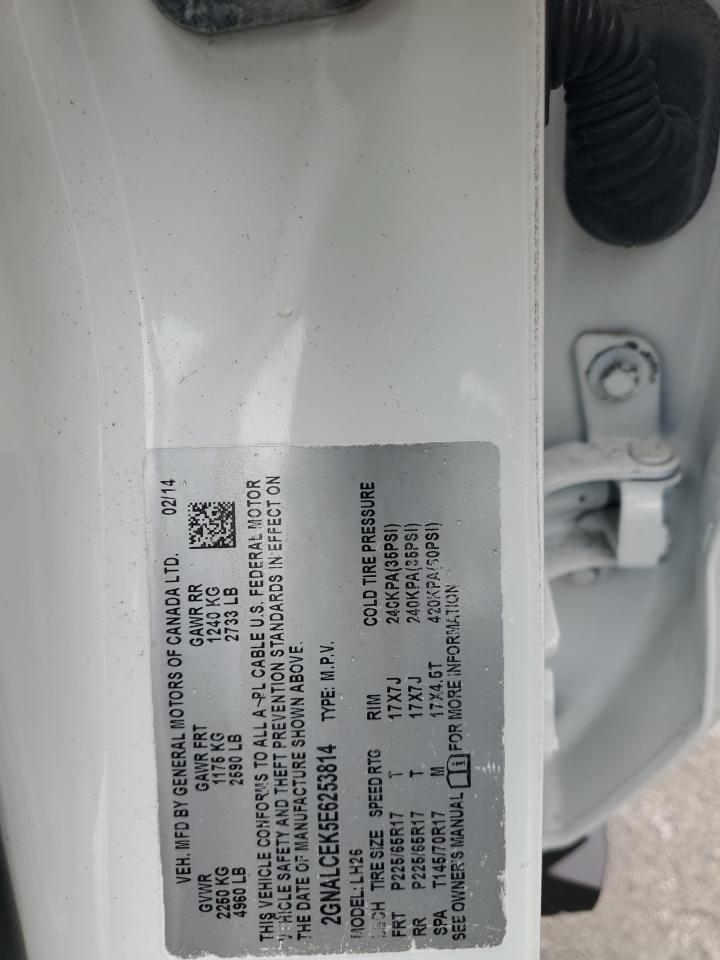 VEH. MFD BY GENERAL MOTORS OF CANADA LTD. 02/14
GVWR GAWR FRT GAWR RR
2250 KG 1175 KG 1240 KG
4960 LB 2590 LB 2733 LB
THIS VEHICLE CONFORMS TO ALL A-PL CABLE U.S. FEDERAL MOTOR
V HICLE SAFETY AND THEFT PREVENTION STANDARDS IN EFFECT ON
THE DATE OF MANUFACTURE SHOWN ABOVE.
2GNALCEK5E6253814 TYPE: M.P.V.
MODEL: LH26
TIRE SIZE SPEED RTG RIM COLD TIRE PRESSURE
FRT P225/65R17 T 17X7J 240KPA(35PSI)
RR P225/65R17 T 17X7J 240KPA(35PSI)
SPA T145/70R17 M 17X4.5T 420KPA(60PSI)
SEE OWNER'S MANUAL FOR MORE INFORMATION